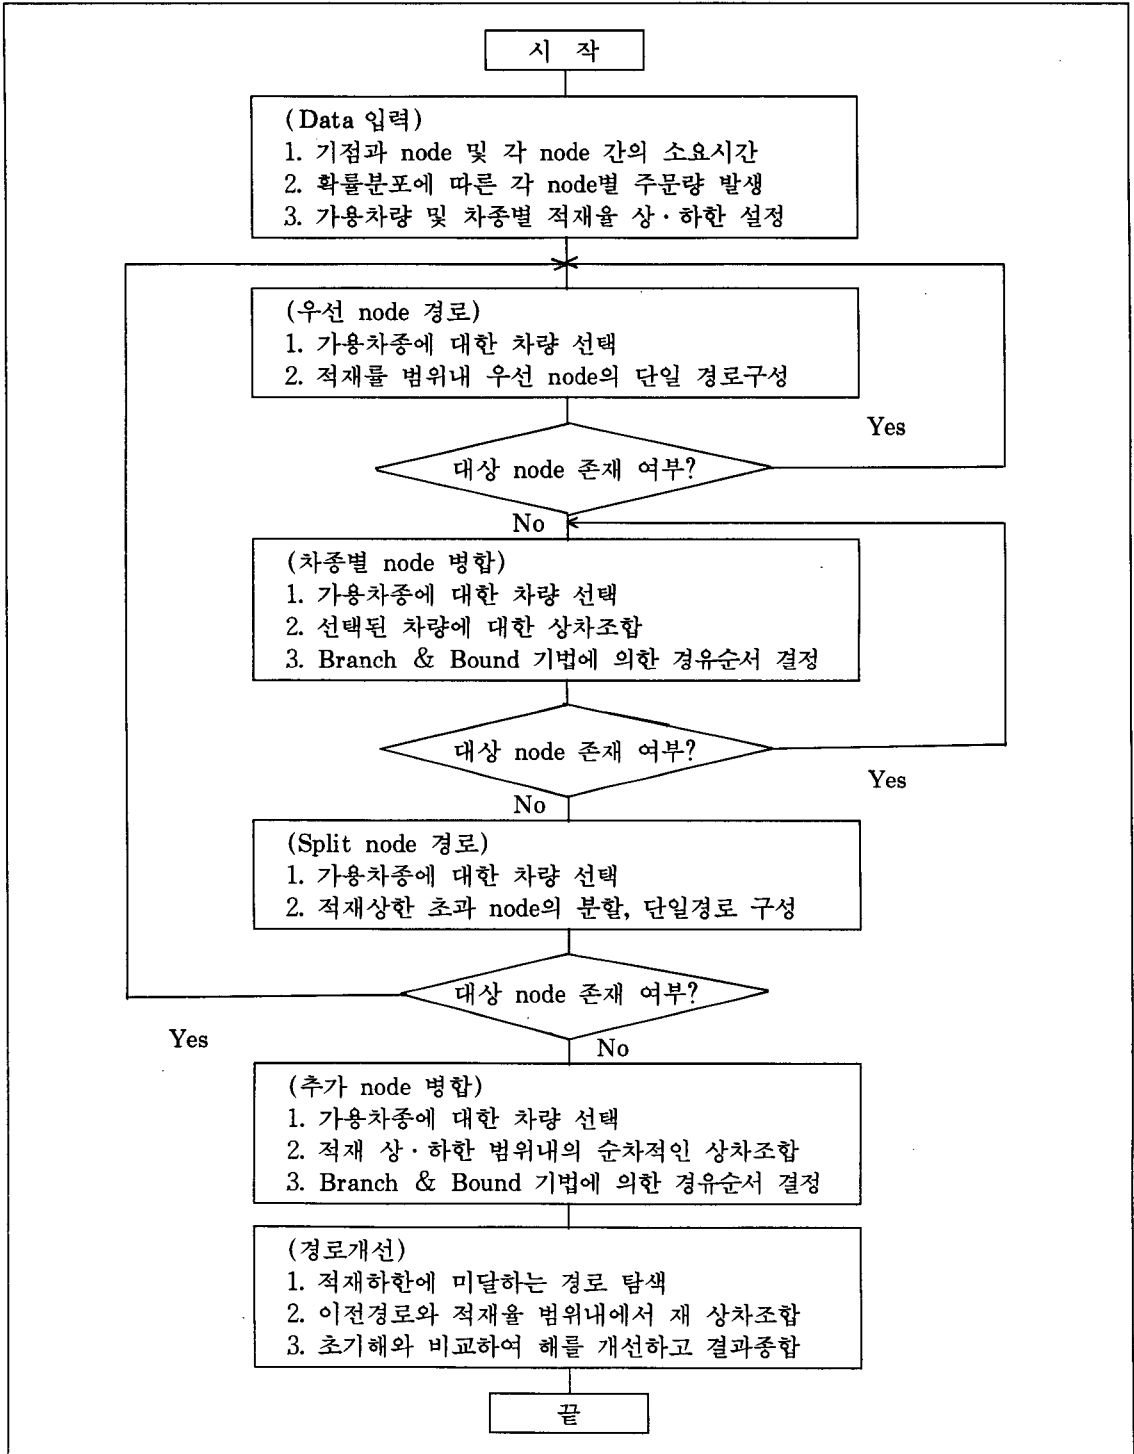 시 작
(Data 입력)
1. 기점과 node 및 각 node 간의 소요시간
2. 확률분포에 따른 각 node별 주문량 발생
3. 가용차량 및 차종별 적재율 상·하한 설정
(우선 node 경로)
1. 가용차종에 대한 차량 선택
2. 적재률 범위내 우선 node의 단일 경로구성
Yes
대상 node 존재 여부?
No
(차종별 node 병합)
1. 가용차종에 대한 차량 선택
2. 선택된 차량에 대한 상차조합
3. Branch & Bound 기법에 의한 경유순서 결정
대상 node 존재 여부?
Yes
No
(Split node 경로)
1. 가용차종에 대한 차량 선택
2. 적재상한 초과 node의 분할, 단일경로 구성
대상 node 존재 여부?
Yes
No
(추가 node 병합)
1. 가용차종에 대한 차량 선택
2. 적재 상·하한 범위내의 순차적인 상차조합
3. Branch & Bound 기법에 의한 경유순서 결정
(경로개선)
1. 적재하한에 미달하는 경로 탐색
2. 이전경로와 적재율 범위내에서 재 상차조합
3. 초기해와 비교하여 해를 개선하고 결과종합
끝